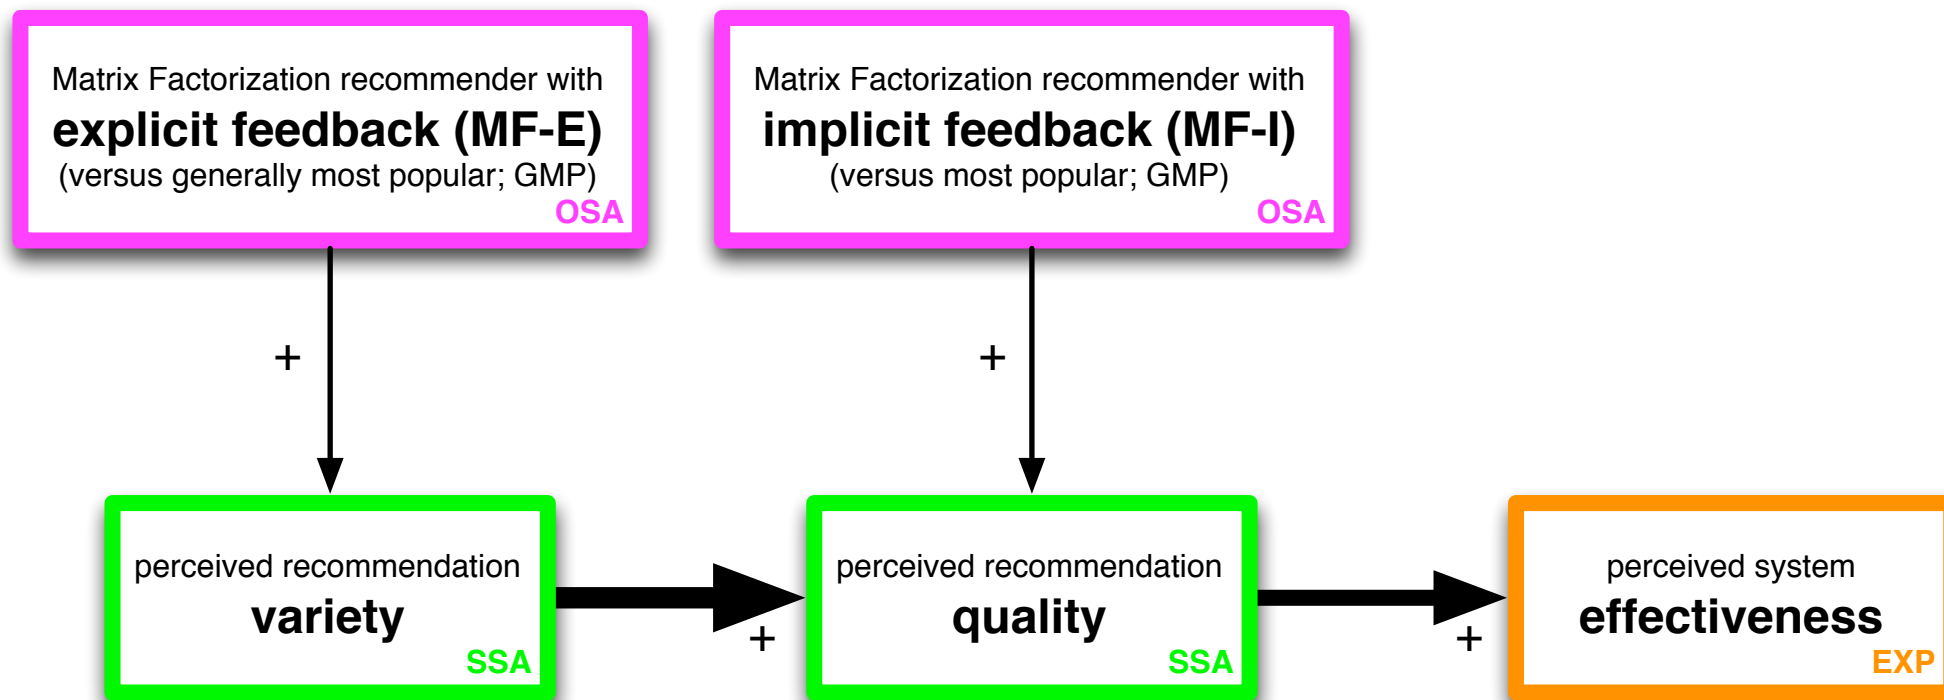 Matrix Factorization recommender with
explicit feedback (MF-E)
(versus generally most popular; GMP)
OSA
Matrix Factorization recommender with
implicit feedback (MF-I)
(versus most popular; GMP)
OSA
+
+
perceived recommendation
variety
SSA
+
perceived recommendation
quality
SSA
+
perceived system
effectiveness
EXP